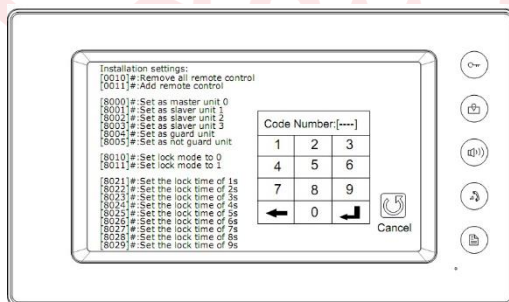 Installation settings:
[0010]#:Remove all remote control
[0011]#:Add remote control
[8000]#:Set as master unit 0
[8001]#:Set as slaver unit 1
[8002]#:Set as slaver unit 2
[8003]#:Set as slaver unit 3
[8004]#:Set as guard unit
[8005]#:Set as not guard unit
[8010]#:Set lock mode to 0
[8011]#:Set lock mode to 1
[8021]#:Set the lock time of 1s
[8022]#:Set the lock time of 2s
[8023]#:Set the lock time of 3s
[8024]#:Set the lock time of 4s
[8025]#:Set the lock time of 5s
[8026]#:Set the lock time of 6s
[8027]#:Set the lock time of 7s
[8028]#:Set the lock time of 8s
[8029]#:Set the lock time of 9s
Code Number:[----]
1 2 3
4 5 6
7 8 9
0
Cancel